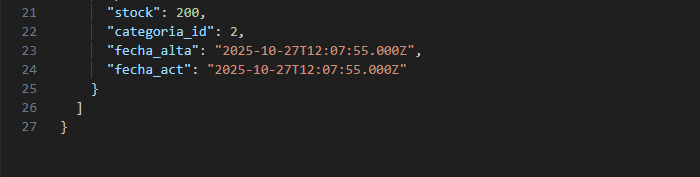 21 "stock": 200,
22 "categoria_id": 2,
23 "fecha_alta": "2025-10-27T12:07:55.000Z",
24 "fecha_act": "2025-10-27T12:07:55.000Z"
25 }
26 ]
27 }